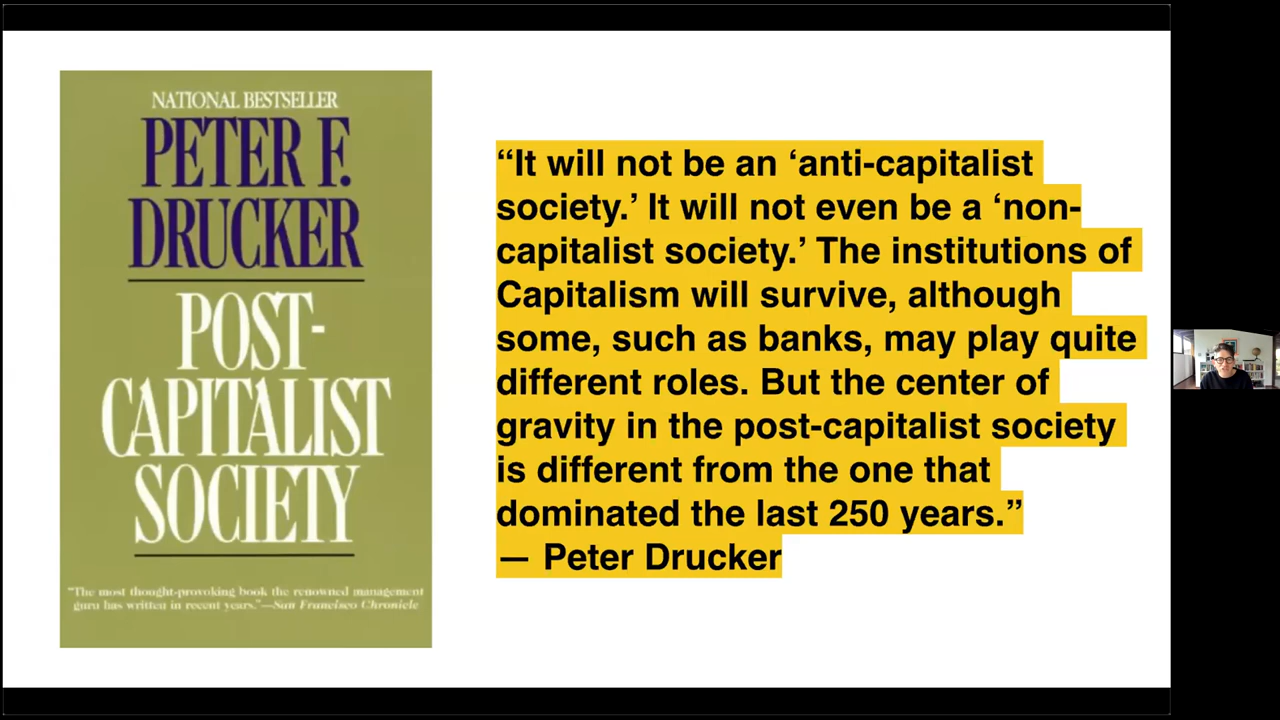 NATIONAL BESTSELLER
PETER F.
DRUCKER
POST-
CAPITALIST
SOCIETY
“The most thought-provoking book the renowned management
guru has written in recent years.”—San Francisco Chronicle
“It will not be an ‘anti-capitalist
society.’ It will not even be a ‘non-
capitalist society.’ The institutions of
Capitalism will survive, although
some, such as banks, may play quite
different roles. But the center of
gravity in the post-capitalist society
is different from the one that
dominated the last 250 years.”
— Peter Drucker